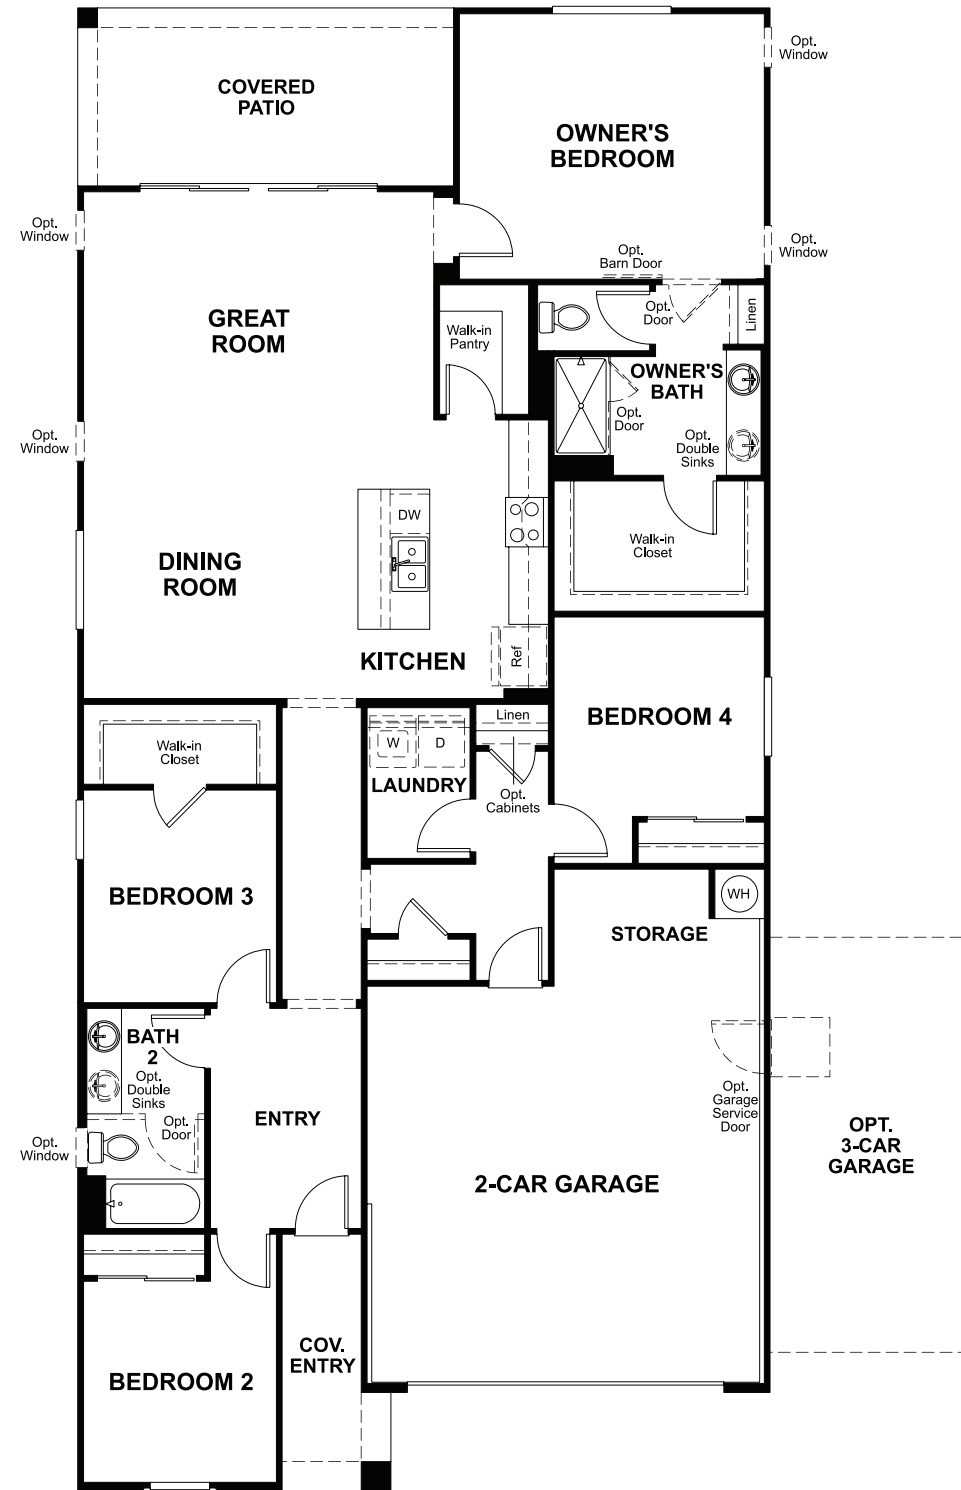 Opt.
Window
COVERED
PATIO
OWNER'S
BEDROOM
Opt.
Window
Opt.
Window
Opt.
Barn Door
GREAT
ROOM
Walk-in
Pantry
Opt.
Door
Linen
OWNER'S
BATH
Opt.
Door
Opt.
Double
Sinks
Opt.
Window
DW
Walk-in
Closet
DINING
ROOM
KITCHEN
Ref
BEDROOM 4
Linen
Walk-in
Closet
W
D
LAUNDRY
Opt.
Cabinets
BEDROOM 3
WH
STORAGE
BATH
2
Opt.
Double
Sinks
Opt.
Door
Opt.
Window
ENTRY
Opt.
Garage
Service
Door
OPT.
3-CAR
GARAGE
2-CAR GARAGE
COV.
ENTRY
BEDROOM 2